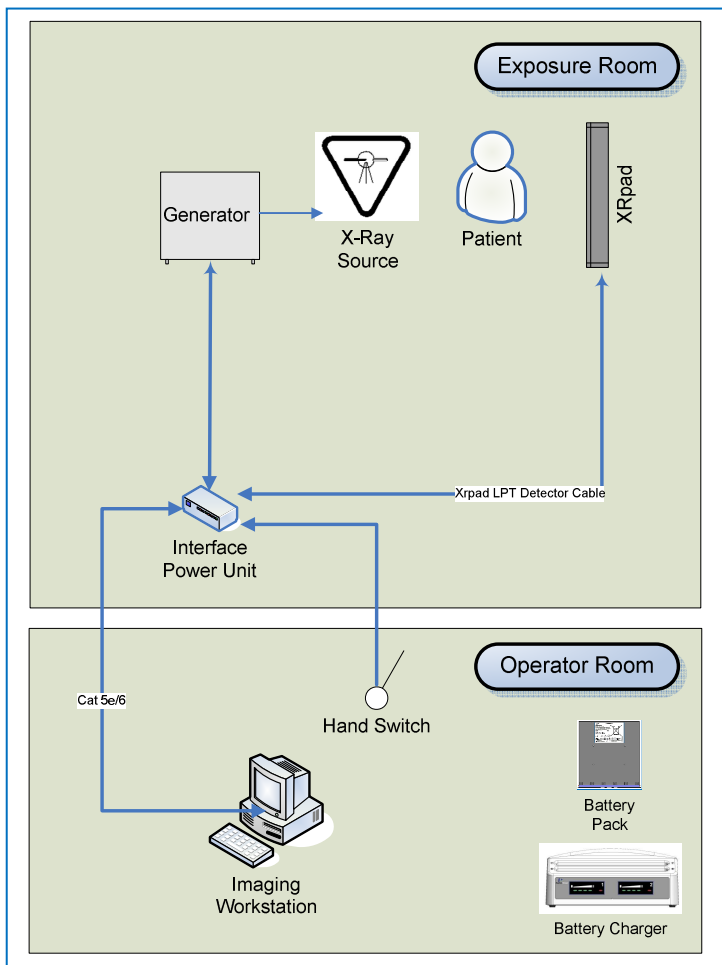 Exposure Room
Generator
X-Ray
Source
Patient
XRpad
Xrpad LPT Detector Cable
Interface
Power Unit
Operator Room
Cat 5e/6
Hand Switch
Battery
Pack
Imaging
Workstation
Battery Charger